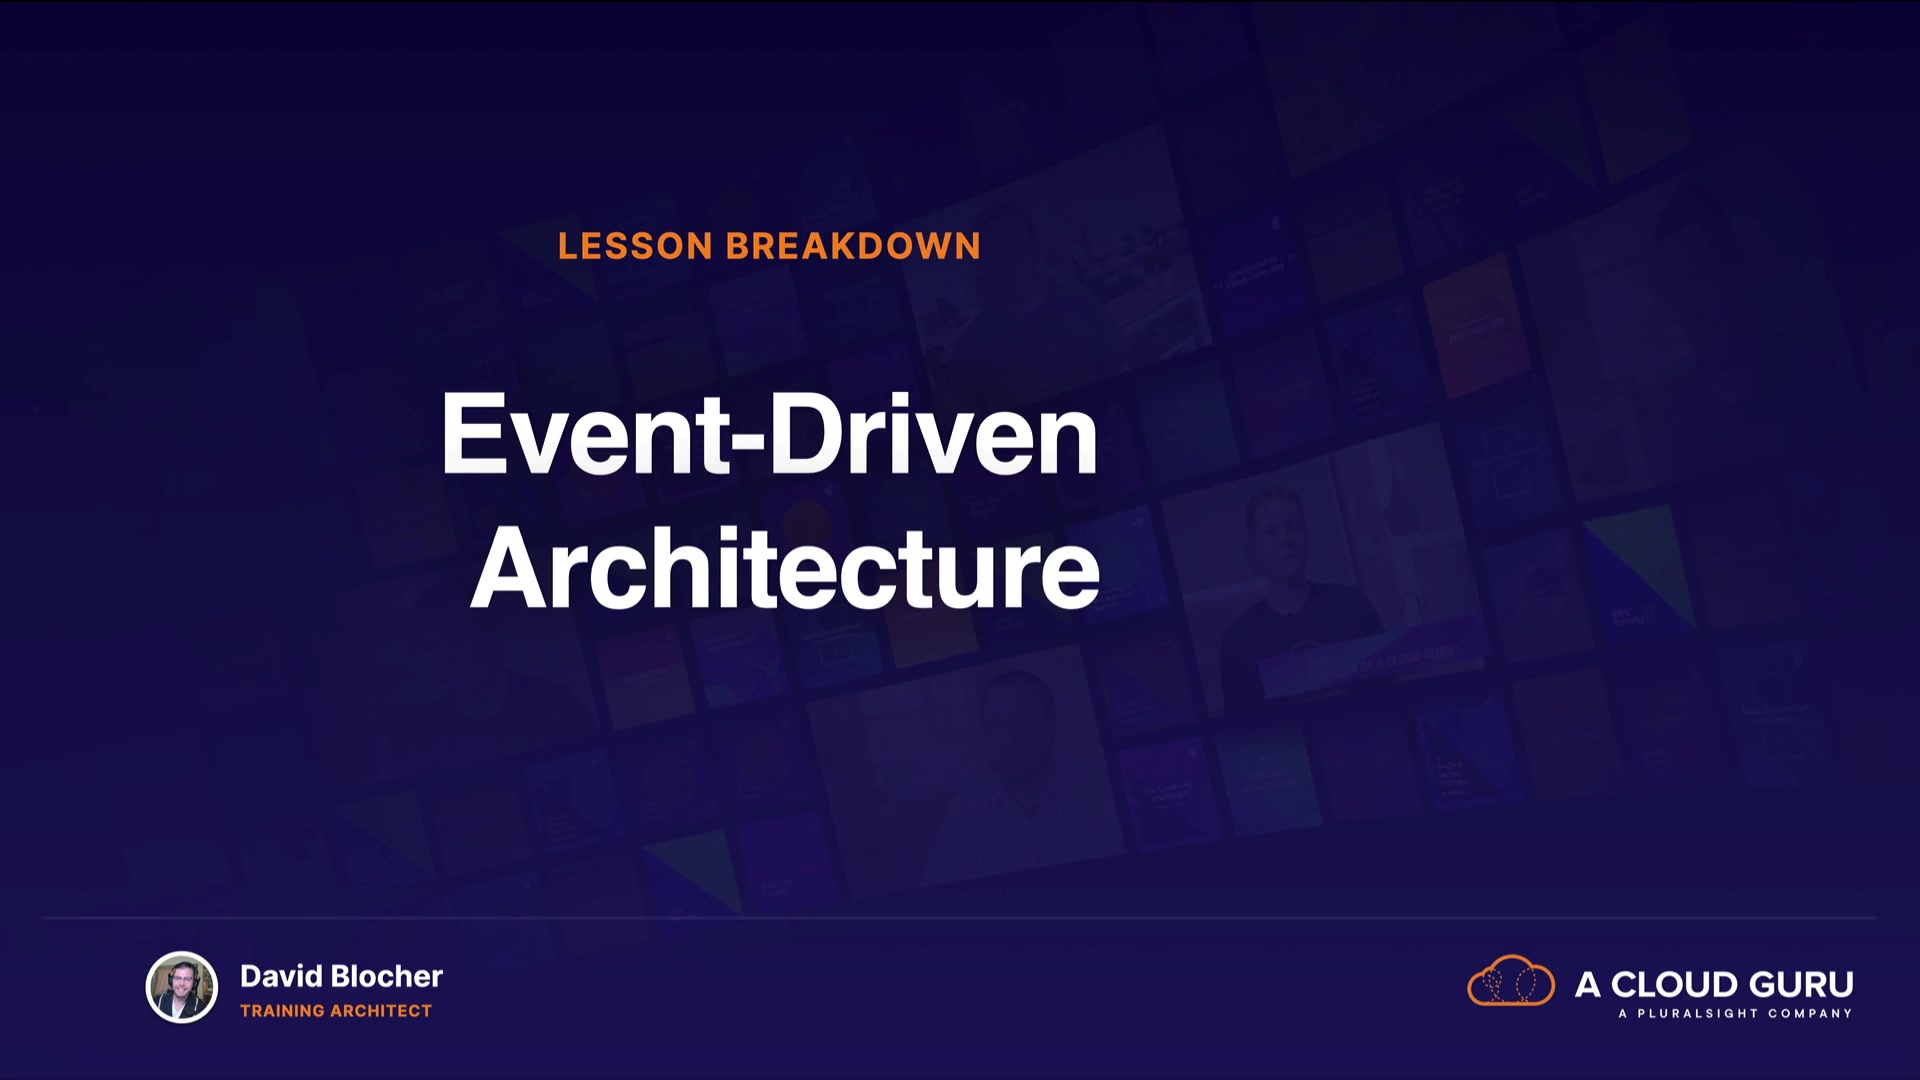 LESSON BREAKDOWN
Event-Driven
Architecture
David Blocher
TRAINING ARCHITECT
A CLOUD GURU
A PLURALSIGHT COMPANY